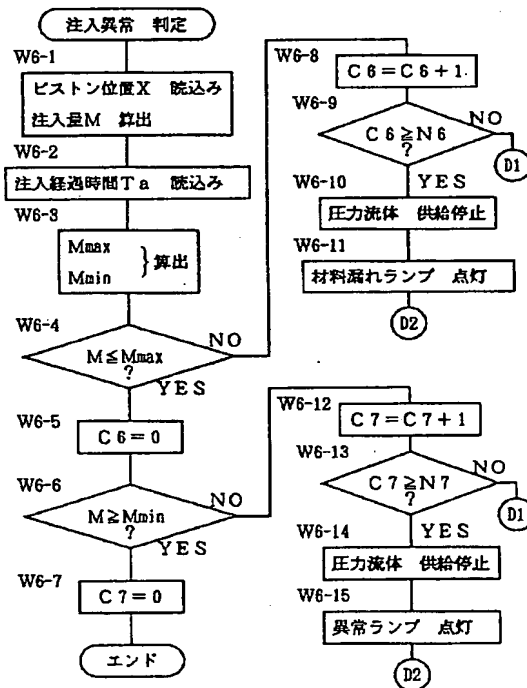 注入異常 判定
W6-1
ピストン位置X 読込み
注入量M 算出
W6-2
注入経過時間Ta 読込み
W6-3
Mmax
Mmin
}算出
W6-4
M≦Mmax
?
NO
YES
W6-5
C6=0
W6-6
M≧Mmin
?
NO
YES
W6-7
C7=0
エンド
W6-8
C6=C6+1
W6-9
C6≧N6
?
NO
D1
YES
W6-10
圧力流体 供給停止
W6-11
材料漏れランプ 点灯
D2
W6-12
C7=C7+1
W6-13
C7≧N7
?
NO
D1
YES
W6-14
圧力流体 供給停止
W6-15
異常ランプ 点灯
D2